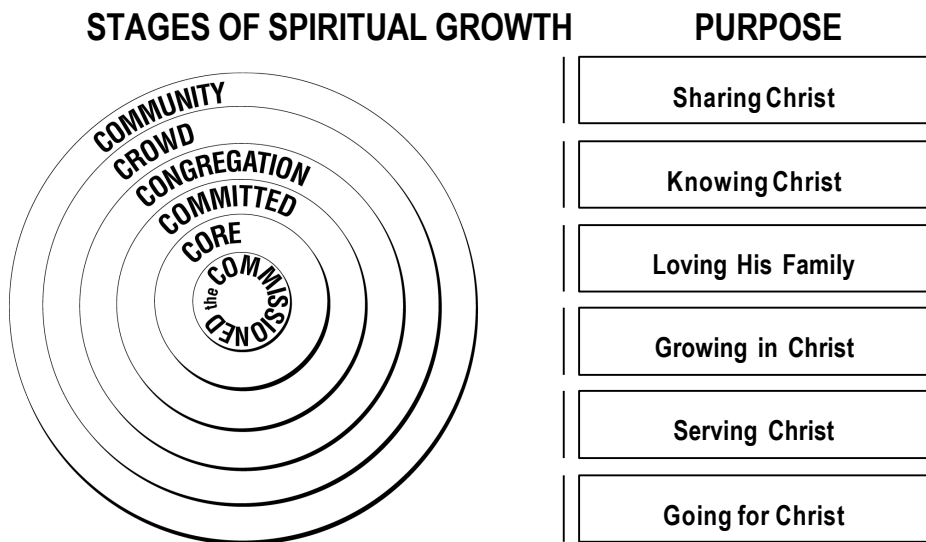 STAGES OF SPIRITUAL GROWTH
PURPOSE
COMMUNITY
CROWD
CONGREGATION
COMMITTED
CORE
the COMMISSIONED
Sharing Christ
Knowing Christ
Loving His Family
Growing in Christ
Serving Christ
Going for Christ